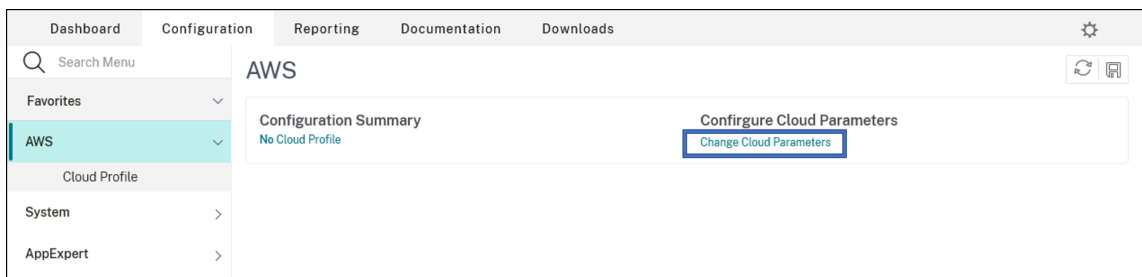 Dashboard Configuration Reporting Documentation Downloads
Search Menu
AWS
Favorites
Configuration Summary
Confirgure Cloud Parameters
AWS
No Cloud Profile
Change Cloud Parameters
Cloud Profile
System
AppExpert